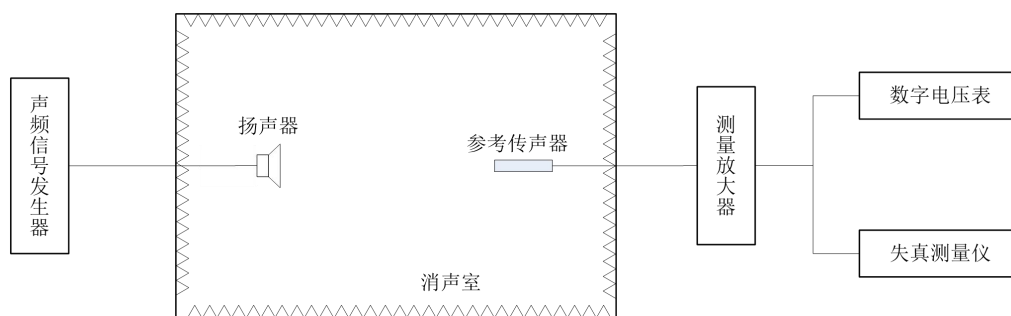 声频信号发生器
扬声器
参考传声器
消声室
测量放大器
数字电压表
失真测量仪